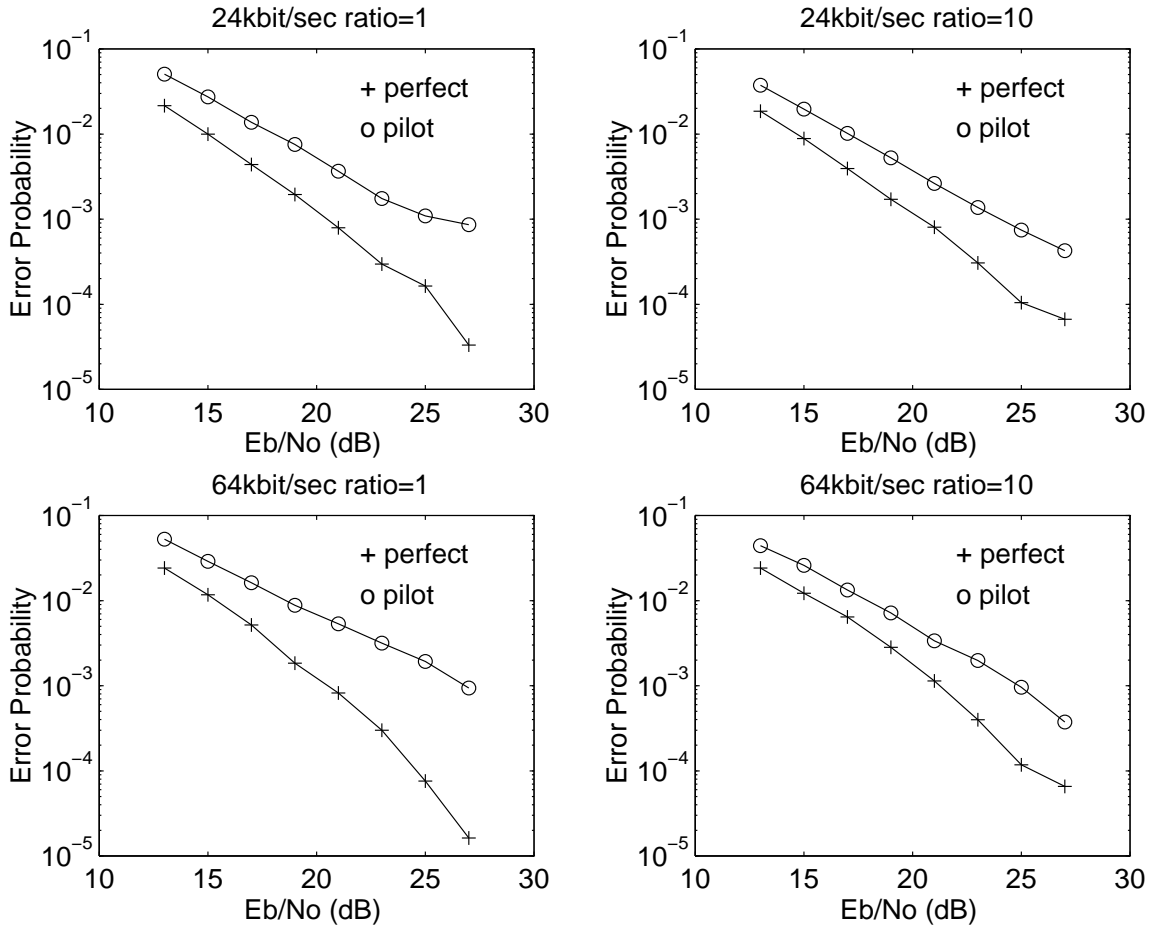 24kbit/sec ratio=1
10^-1
10^-2
10^-3
10^-4
10^-5
Error Probability
+ perfect
o pilot
10
15
20
25
30
Eb/No (dB)
24kbit/sec ratio=10
10^-1
10^-2
10^-3
10^-4
10^-5
Error Probability
+ perfect
o pilot
10
15
20
25
30
Eb/No (dB)
64kbit/sec ratio=1
10^-1
10^-2
10^-3
10^-4
10^-5
Error Probability
+ perfect
o pilot
10
15
20
25
30
Eb/No (dB)
64kbit/sec ratio=10
10^-1
10^-2
10^-3
10^-4
10^-5
Error Probability
+ perfect
o pilot
10
15
20
25
30
Eb/No (dB)